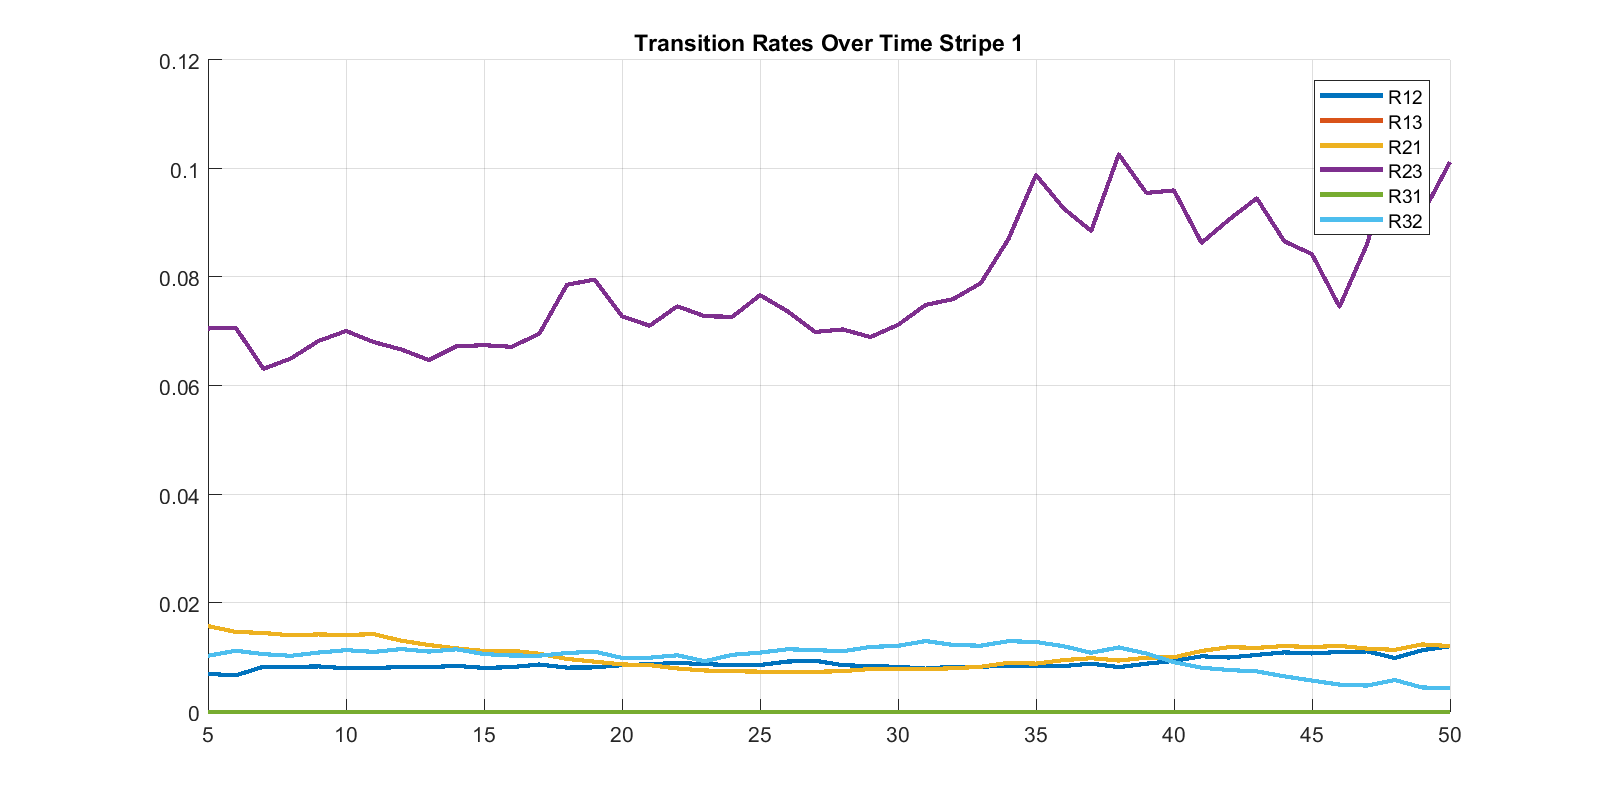 Transition Rates Over Time Stripe 1
0.12
0.1
0.08
0.06
0.04
0.02
0
5 10 15 20 25 30 35 40 45 50
R12
R13
R21
R23
R31
R32